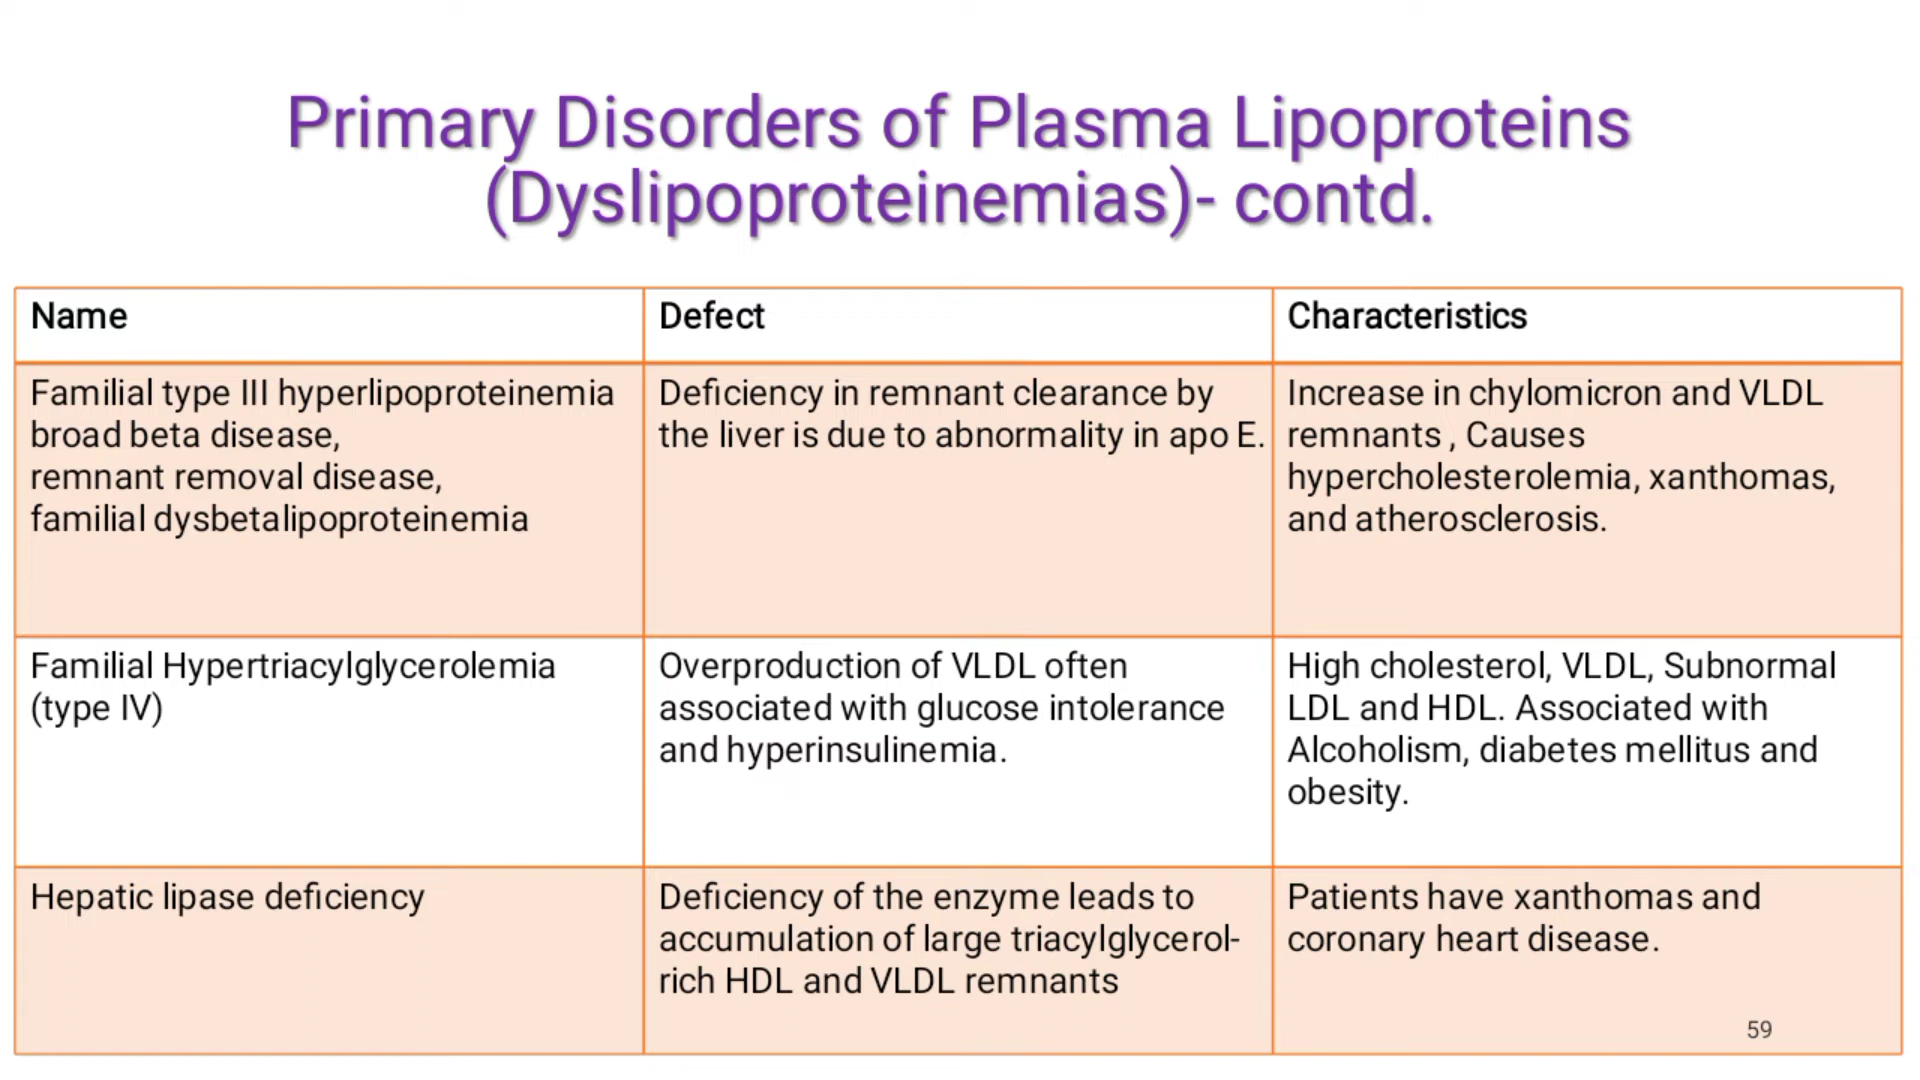 Primary Disorders of Plasma Lipoproteins
(Dyslipoproteinemias)- contd.
Name
Defect
Characteristics
Familial type III hyperlipoproteinemia
broad beta disease,
remnant removal disease,
familial dysbetalipoproteinemia
Deficiency in remnant clearance by
the liver is due to abnormality in apo E.
Increase in chylomicron and VLDL
remnants , Causes
hypercholesterolemia, xanthomas,
and atherosclerosis.
Familial Hypertriacylglycerolemia
(type IV)
Overproduction of VLDL often
associated with glucose intolerance
and hyperinsulinemia.
High cholesterol, VLDL, Subnormal
LDL and HDL. Associated with
Alcoholism, diabetes mellitus and
obesity.
Hepatic lipase deficiency
Deficiency of the enzyme leads to
accumulation of large triacylglycerol-
rich HDL and VLDL remnants
Patients have xanthomas and
coronary heart disease.
59